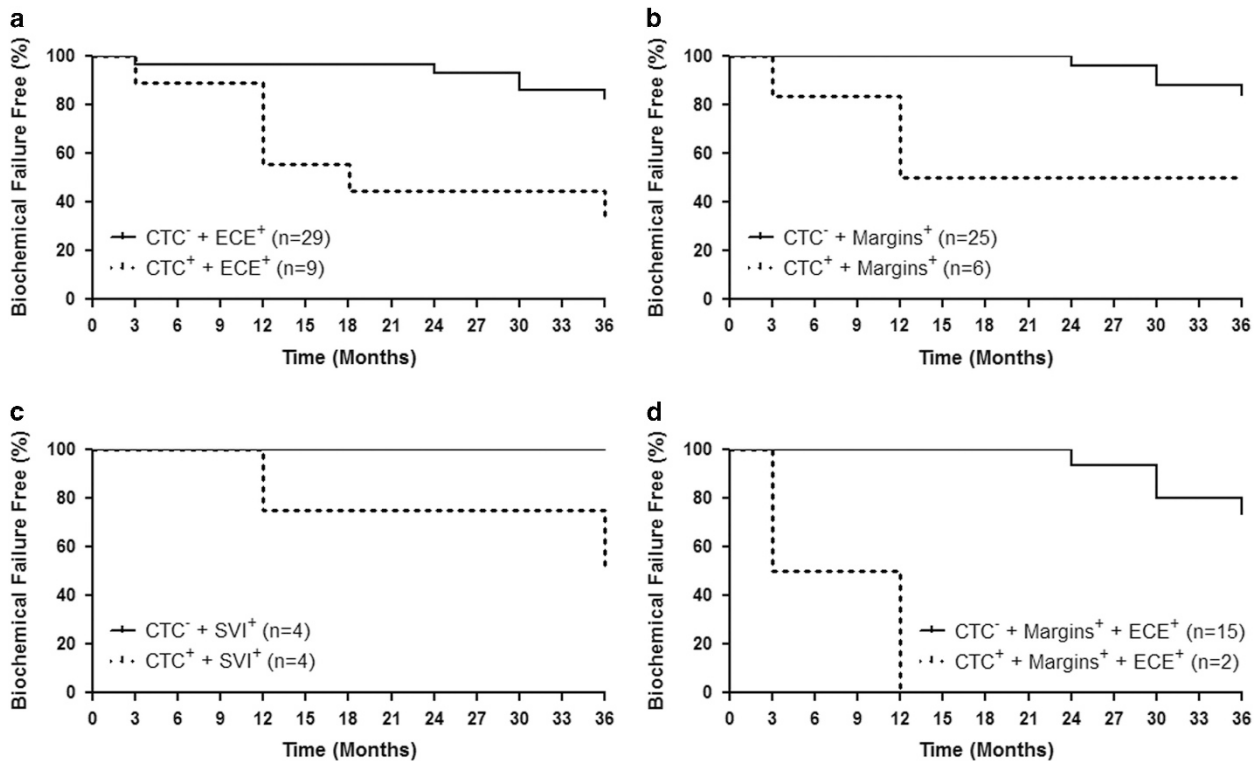 a
Biochemical Failure Free (%)
100
80
60
40
20
0
CTC⁻ + ECE⁺ (n=29)
CTC⁺ + ECE⁺ (n=9)
0 3 6 9 12 15 18 21 24 27 30 33 36
Time (Months)
b
Biochemical Failure Free (%)
100
80
60
40
20
0
CTC⁻ + Margins⁺ (n=25)
CTC⁺ + Margins⁺ (n=6)
0 3 6 9 12 15 18 21 24 27 30 33 36
Time (Months)
c
Biochemical Failure Free (%)
100
80
60
40
20
0
CTC⁻ + SVI⁺ (n=4)
CTC⁺ + SVI⁺ (n=4)
0 3 6 9 12 15 18 21 24 27 30 33 36
Time (Months)
d
Biochemical Failure Free (%)
100
80
60
40
20
0
CTC⁻ + Margins⁺ + ECE⁺ (n=15)
CTC⁺ + Margins⁺ + ECE⁺ (n=2)
0 3 6 9 12 15 18 21 24 27 30 33 36
Time (Months)